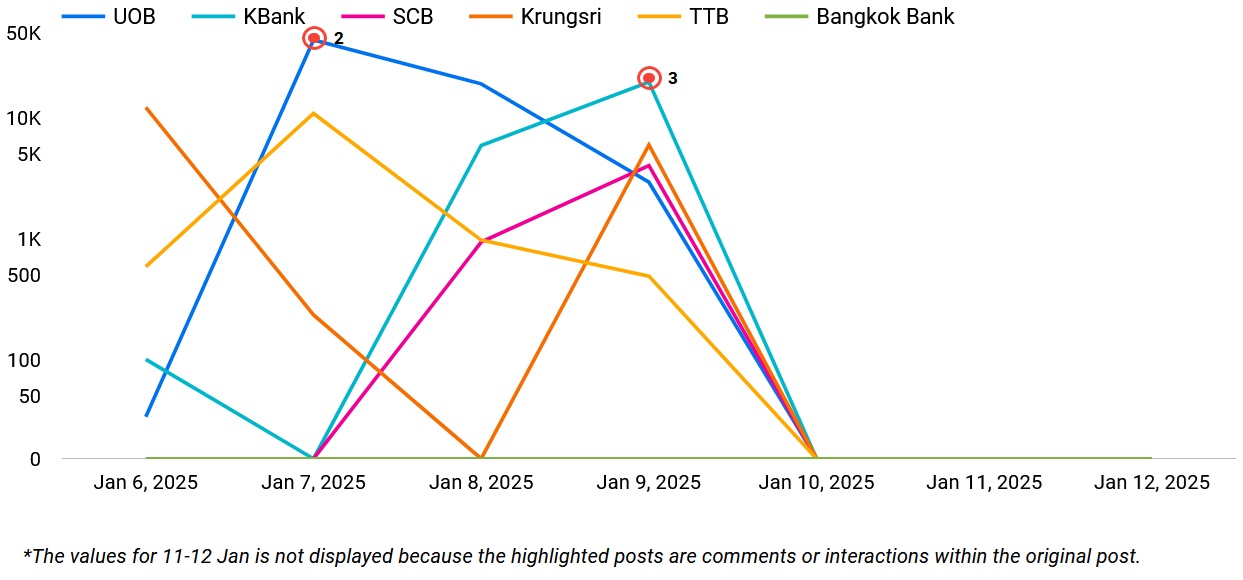 UOB KBank SCB Krungsri TTB Bangkok Bank
50K
2
3
10K
5K
1K
500
100
50
0
Jan 6, 2025 Jan 7, 2025 Jan 8, 2025 Jan 9, 2025 Jan 10, 2025 Jan 11, 2025 Jan 12, 2025
*The values for 11-12 Jan is not displayed because the highlighted posts are comments or interactions within the original post.